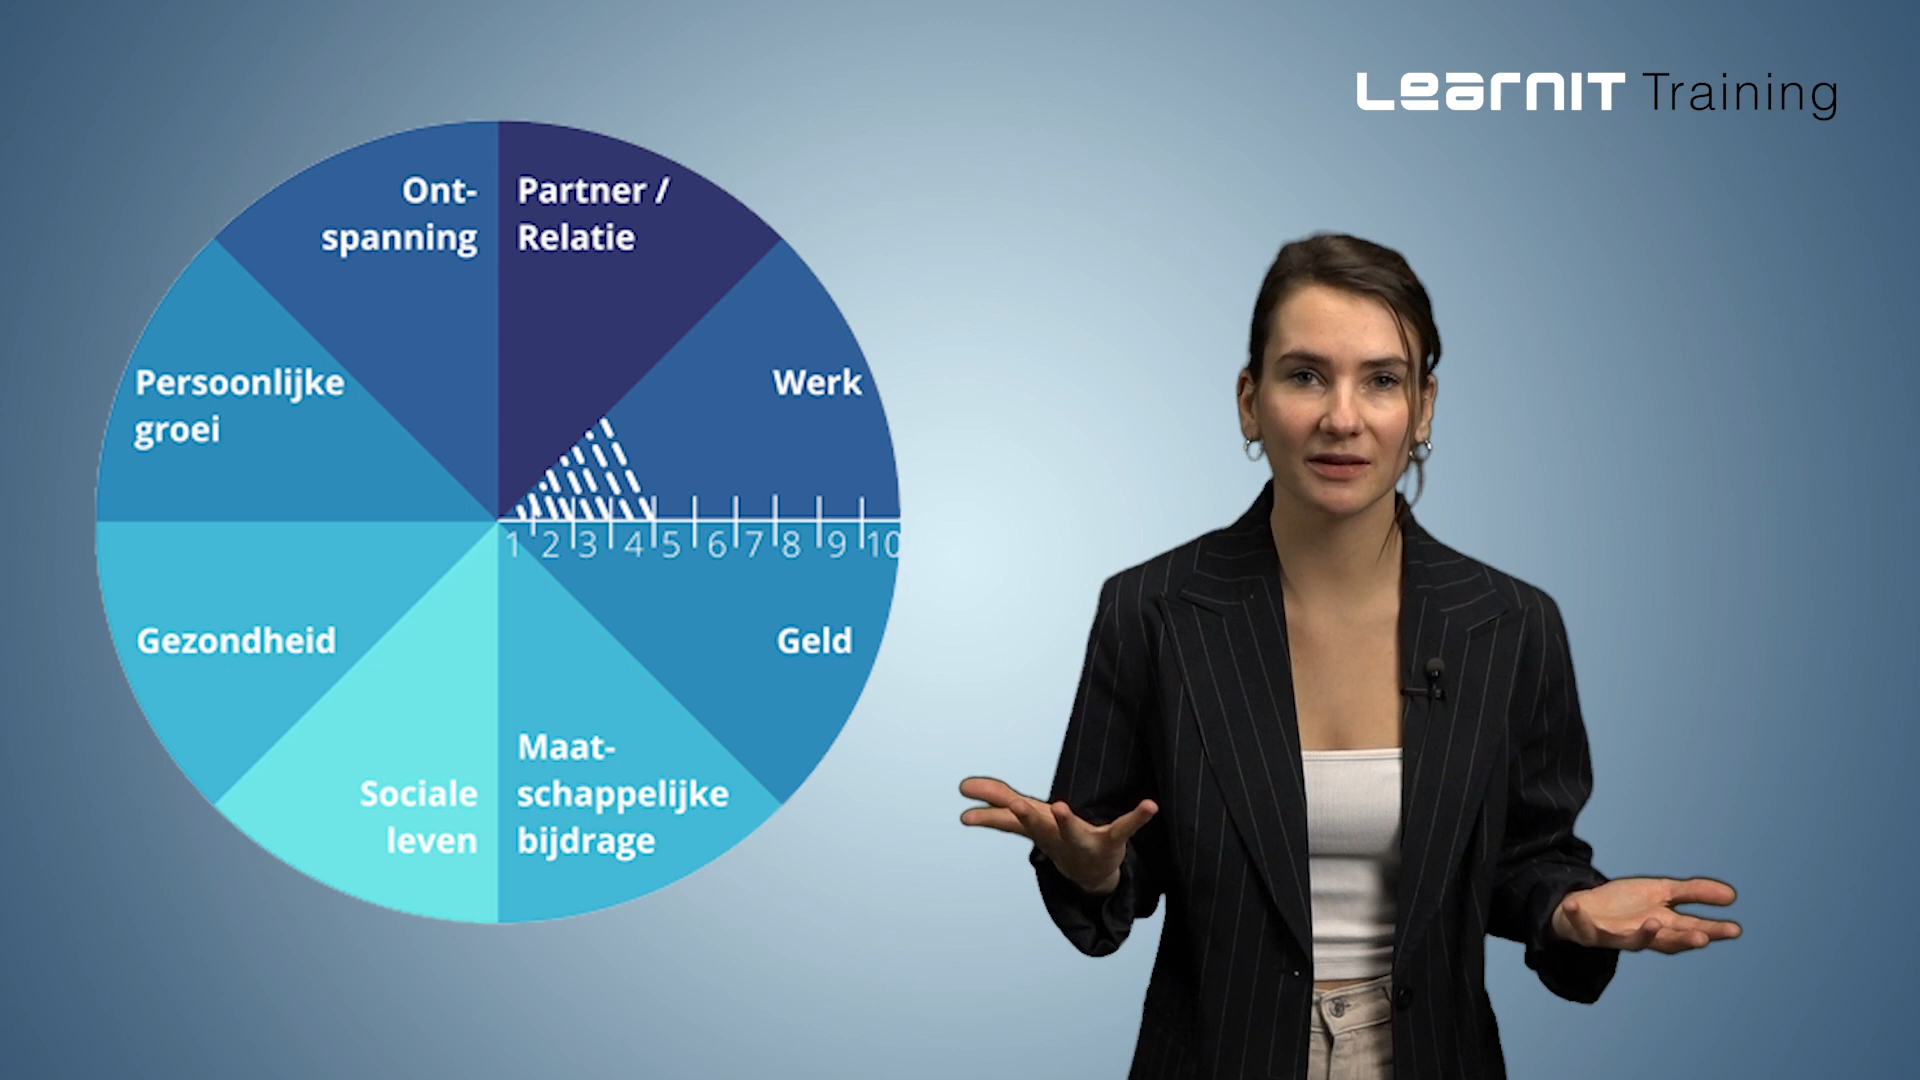 LearnIT Training
Ont-
spanning
Partner /
Relatie
Persoonlijke
groei
Werk
1 2 3 4 5 6 7 8 9 10
Gezondheid
Geld
Sociale
leven
Maat-
schappelijke
bijdrage